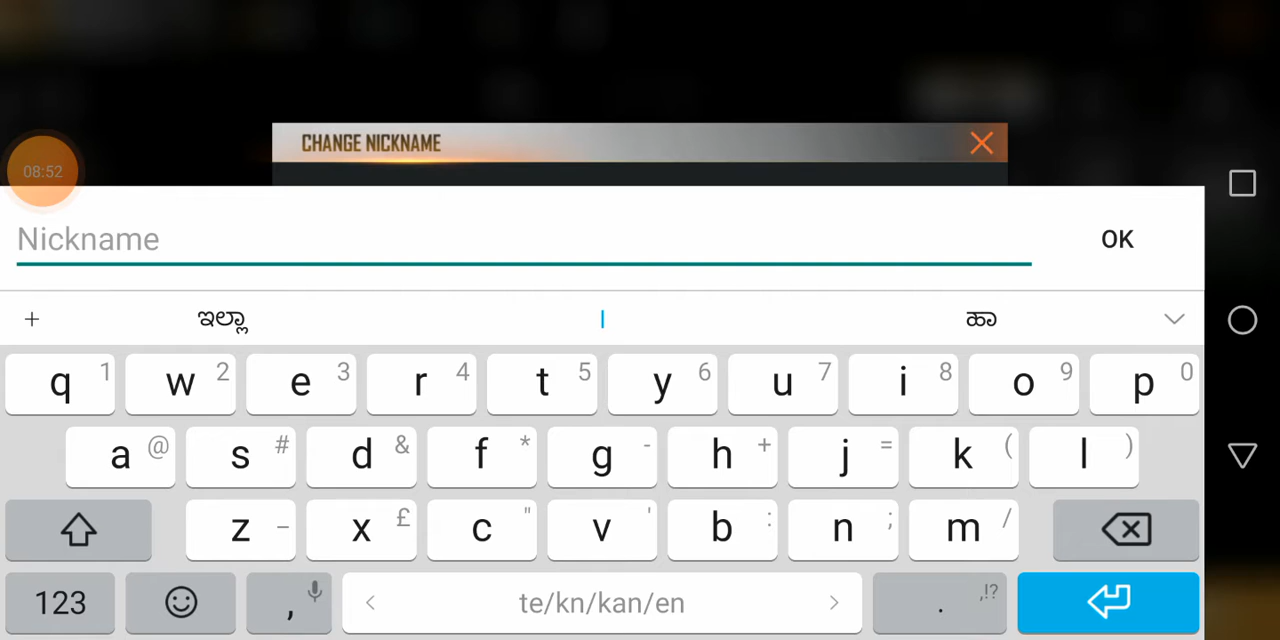 CHANGE NICKNAME
08:52
Nickname
OK
+ ಇಲ್ಲಾ | ಹಾ
q 1 w 2 e 3 r 4 t 5 y 6 u 7 i 8 o 9 p 0
a @ s # d & f * g - h + j = k ( l )
z _ x £ c " v ' b : n ; m /
123 , < te/kn/kan/en > . ,!?